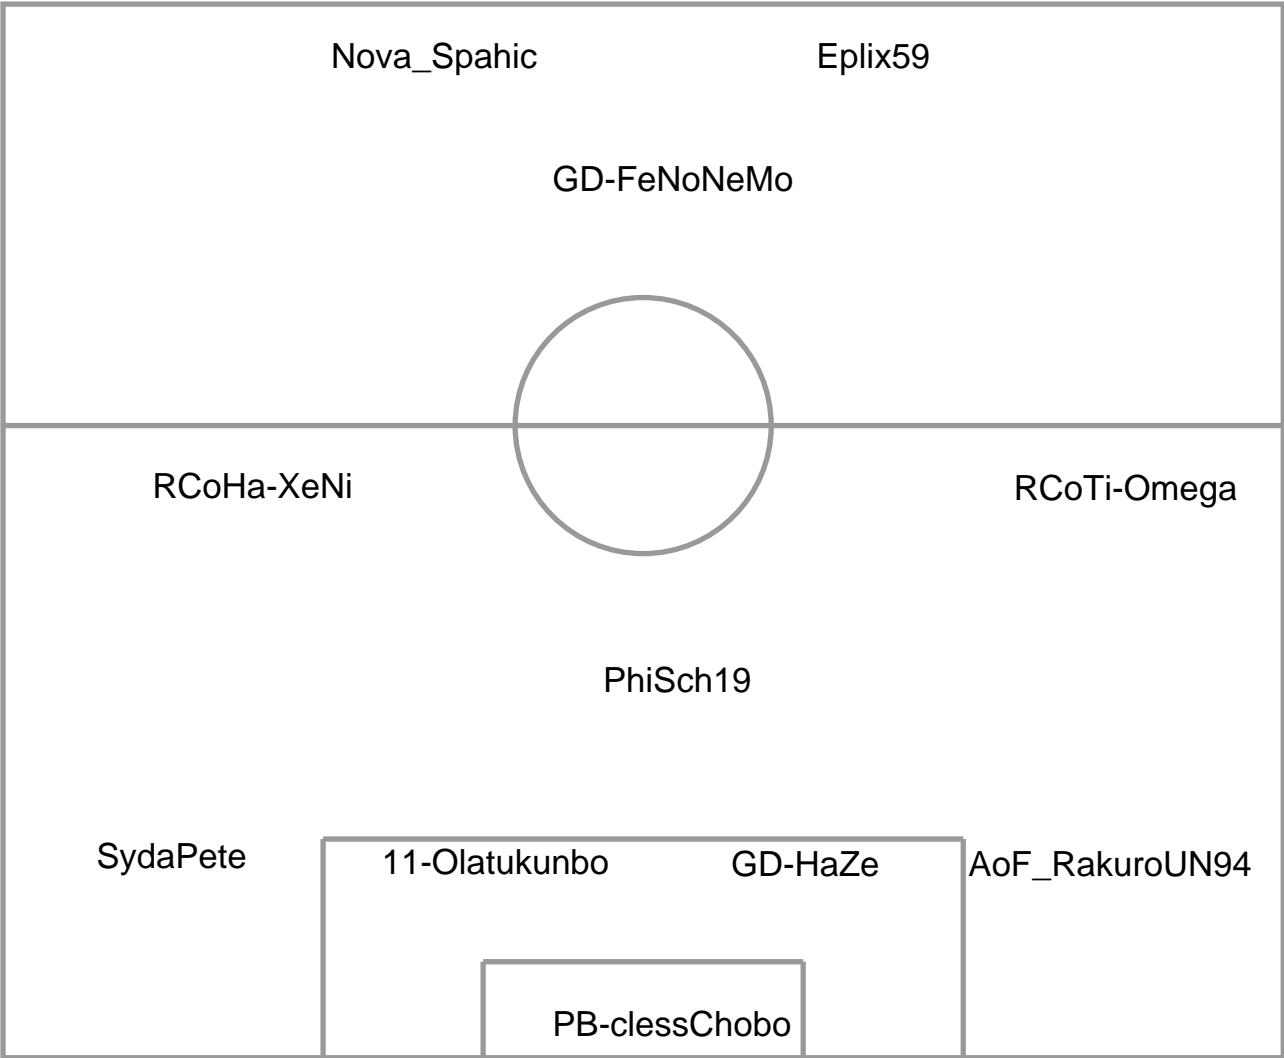 Nova_Spahic Eplix59
GD-FeNoNeMo
RCoHa-XeNi RCoTi-Omega
PhiSch19
SydaPete 11-Olatukunbo GD-HaZe AoF_RakuroUN94
PB-clessChobo